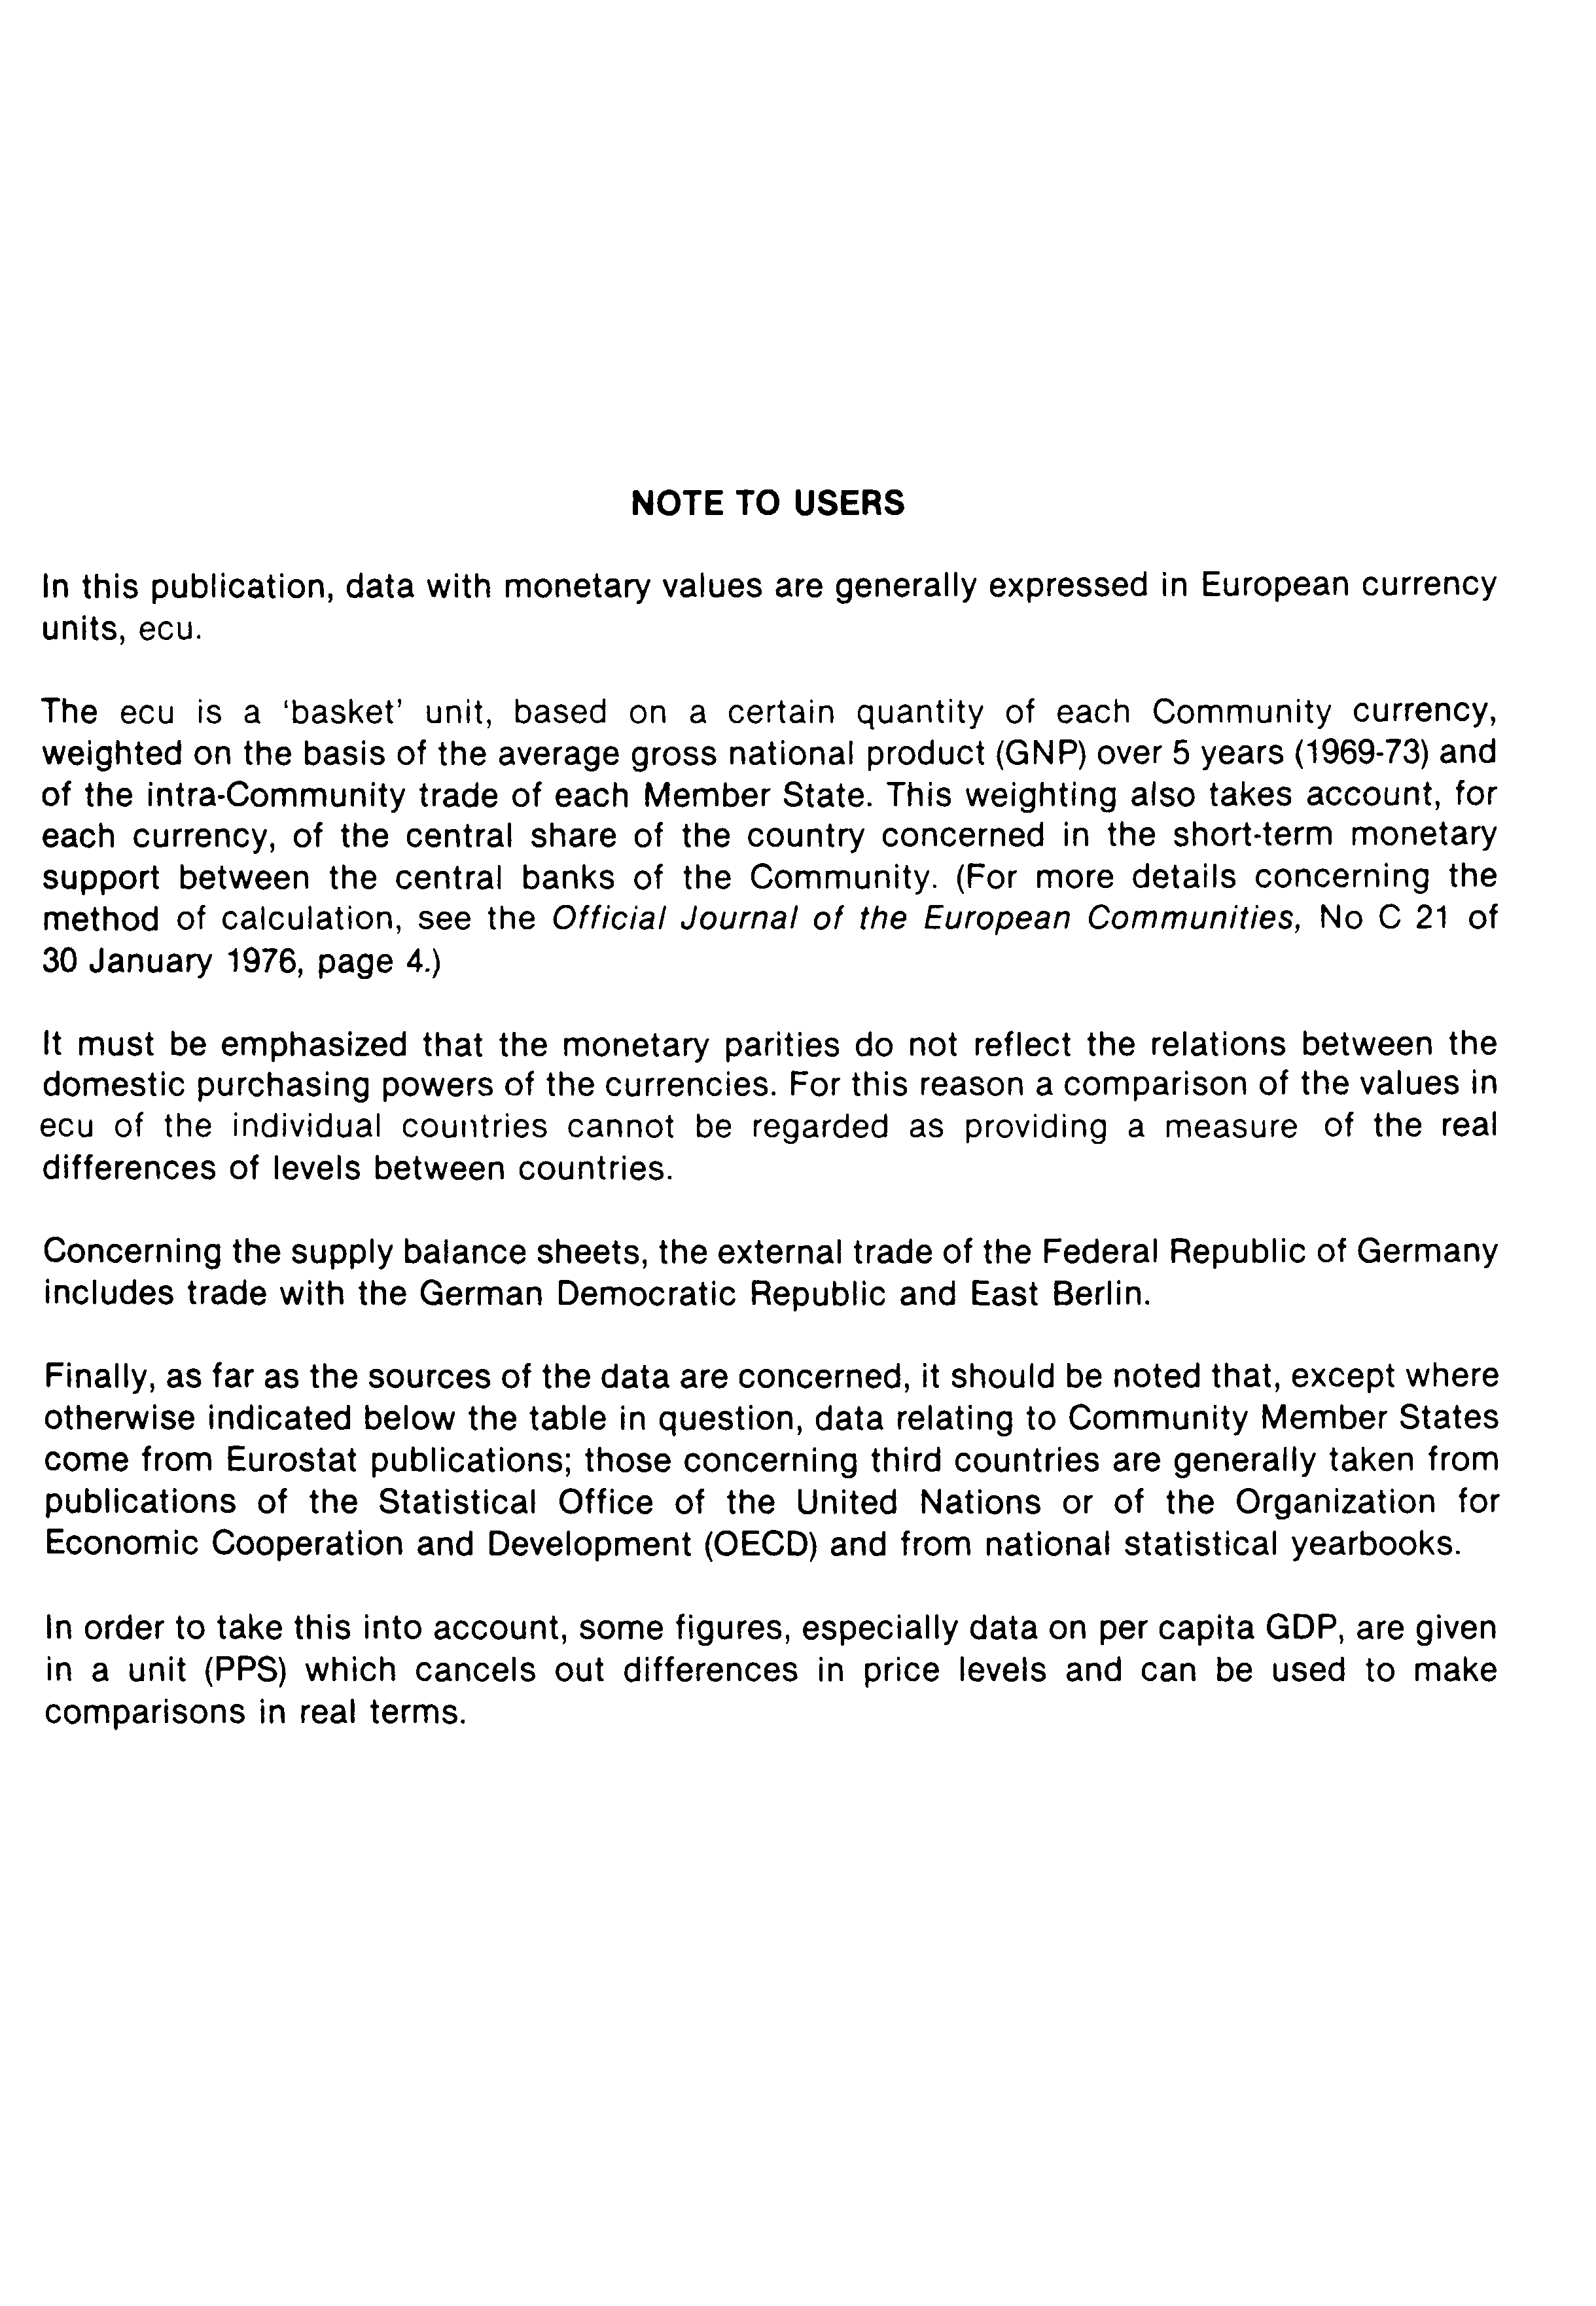 NOTE TO USERS
In this publication, data with monetary values are generally expressed in European currency
units, ecu.
The ecu is a ‘basket’ unit, based on a certain quantity of each Community currency,
weighted on the basis of the average gross national product (GNP) over 5 years (1969-73) and
of the intra-Community trade of each Member State. This weighting also takes account, for
each currency, of the central share of the country concerned in the short-term monetary
support between the central banks of the Community. (For more details concerning the
method of calculation, see the Official Journal of the European Communities, No C 21 of
30 January 1976, page 4.)
It must be emphasized that the monetary parities do not reflect the relations between the
domestic purchasing powers of the currencies. For this reason a comparison of the values in
ecu of the individual countries cannot be regarded as providing a measure of the real
differences of levels between countries.
Concerning the supply balance sheets, the external trade of the Federal Republic of Germany
includes trade with the German Democratic Republic and East Berlin.
Finally, as far as the sources of the data are concerned, it should be noted that, except where
otherwise indicated below the table in question, data relating to Community Member States
come from Eurostat publications; those concerning third countries are generally taken from
publications of the Statistical Office of the United Nations or of the Organization for
Economic Cooperation and Development (OECD) and from national statistical yearbooks.
In order to take this into account, some figures, especially data on per capita GDP, are given
in a unit (PPS) which cancels out differences in price levels and can be used to make
comparisons in real terms.